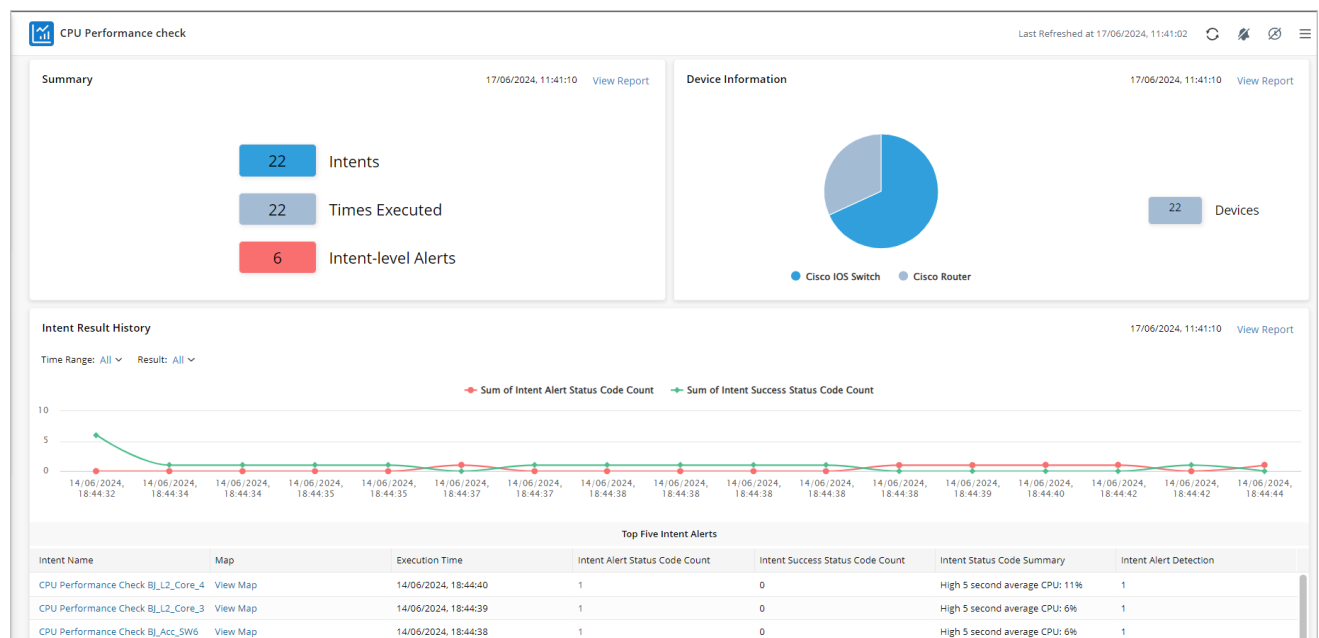 CPU Performance check
Last Refreshed at 17/06/2024, 11:41:02
Summary
17/06/2024, 11:41:10 View Report
22 Intents
22 Times Executed
6 Intent-level Alerts
Device Information
17/06/2024, 11:41:10 View Report
22 Devices
Cisco IOS Switch Cisco Router
Intent Result History
17/06/2024, 11:41:10 View Report
Time Range: All Result: All
Sum of Intent Alert Status Code Count Sum of Intent Success Status Code Count
10
5
0
14/06/2024, 14/06/2024, 14/06/2024, 14/06/2024, 14/06/2024, 14/06/2024, 14/06/2024, 14/06/2024, 14/06/2024, 14/06/2024, 14/06/2024, 14/06/2024, 14/06/2024, 14/06/2024, 14/06/2024, 14/06/2024, 14/06/2024,
18:44:32 18:44:34 18:44:34 18:44:35 18:44:35 18:44:37 18:44:37 18:44:38 18:44:38 18:44:38 18:44:38 18:44:38 18:44:39 18:44:40 18:44:42 18:44:42 18:44:44
Top Five Intent Alerts
Intent Name Map Execution Time Intent Alert Status Code Count Intent Success Status Code Count Intent Status Code Summary Intent Alert Detection
CPU Performance Check BJ_L2_Core_4 View Map 14/06/2024, 18:44:40 1 0 High 5 second average CPU: 11% 1
CPU Performance Check BJ_L2_Core_3 View Map 14/06/2024, 18:44:39 1 0 High 5 second average CPU: 6% 1
CPU Performance Check BJ_Acc_SW6 View Map 14/06/2024, 18:44:38 1 0 High 5 second average CPU: 6% 1